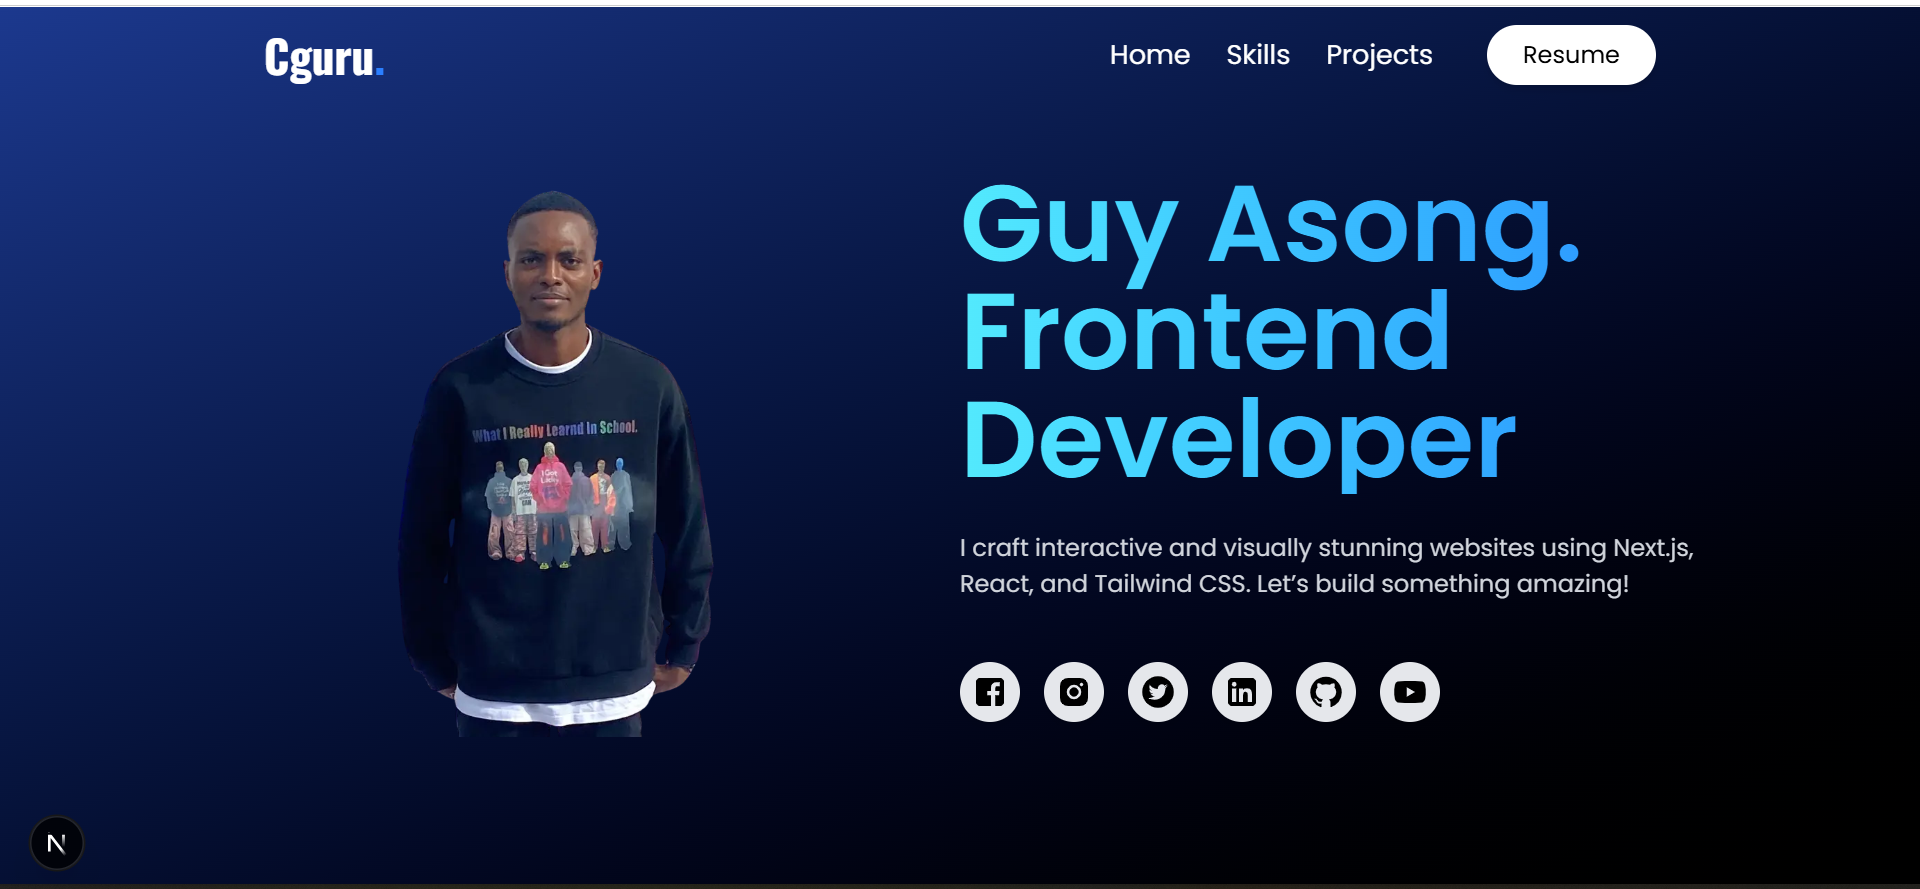 Cguru.
Home Skills Projects Resume
Guy Asong.
Frontend
Developer
What I Really Learnd In School.
I craft interactive and visually stunning websites using Next.js,
React, and Tailwind CSS. Let’s build something amazing!
N